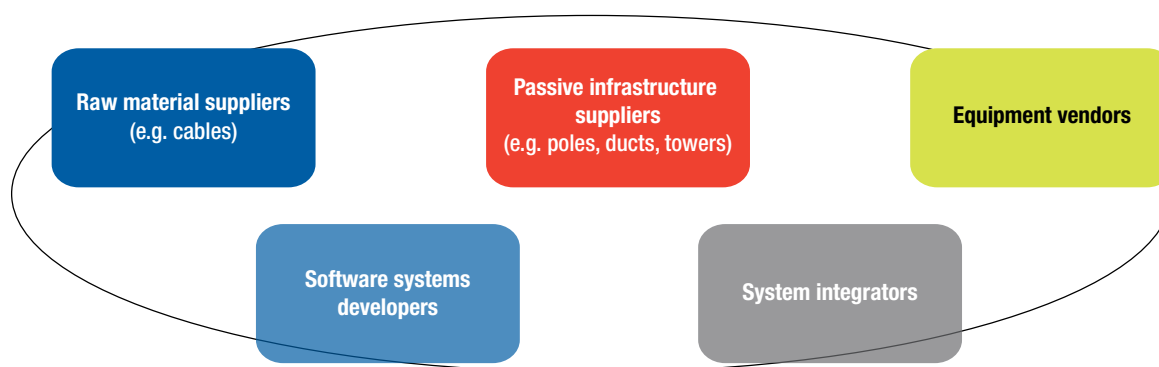 Raw material suppliers
(e.g. cables)
Passive infrastructure
suppliers
(e.g. poles, ducts, towers)
Equipment vendors
Software systems
developers
System integrators